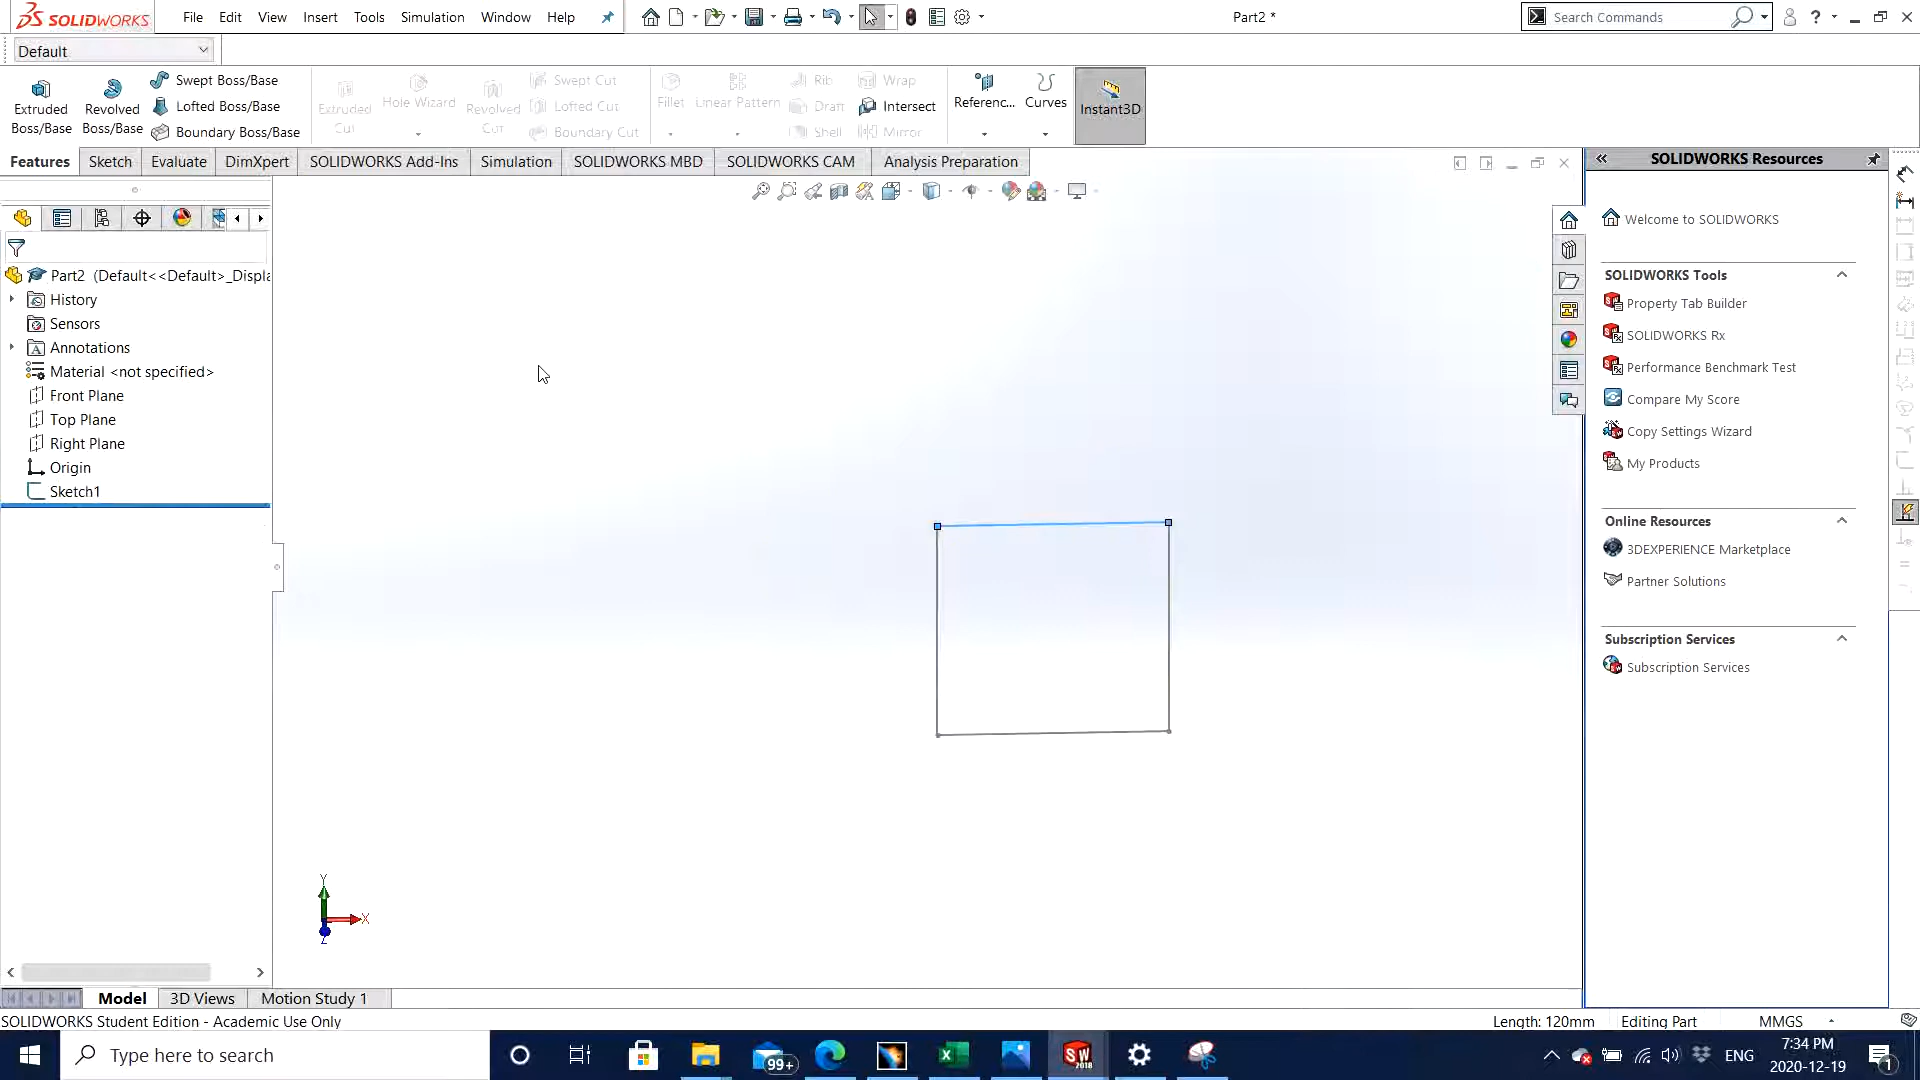 SOLIDWORKS File Edit View Insert Tools Simulation Window Help Part2 * Search Commands ?
Default
Extruded Boss/Base
Revolved Boss/Base
Swept Boss/Base
Lofted Boss/Base
Boundary Boss/Base
Extruded Cut
Hole Wizard
Revolved Cut
Swept Cut
Lofted Cut
Boundary Cut
Fillet
Linear Pattern
Rib
Draft
Shell
Wrap
Intersect
Mirror
Referenc...
Curves
Instant3D
Features Sketch Evaluate DimXpert SOLIDWORKS Add-Ins Simulation SOLIDWORKS MBD SOLIDWORKS CAM Analysis Preparation
Part2 (Default<<Default>_Displa
History
Sensors
A Annotations
Material <not specified>
Front Plane
Top Plane
Right Plane
Origin
Sketch1
Y
X
Z
SOLIDWORKS Resources
Welcome to SOLIDWORKS
SOLIDWORKS Tools
Property Tab Builder
SOLIDWORKS Rx
Performance Benchmark Test
Compare My Score
Copy Settings Wizard
My Products
Online Resources
3DEXPERIENCE Marketplace
Partner Solutions
Subscription Services
Subscription Services
Model 3D Views Motion Study 1
SOLIDWORKS Student Edition - Academic Use Only Length: 120mm Editing Part MMGS
Type here to search
99+
SW 2018
ENG
7:34 PM
2020-12-19
1